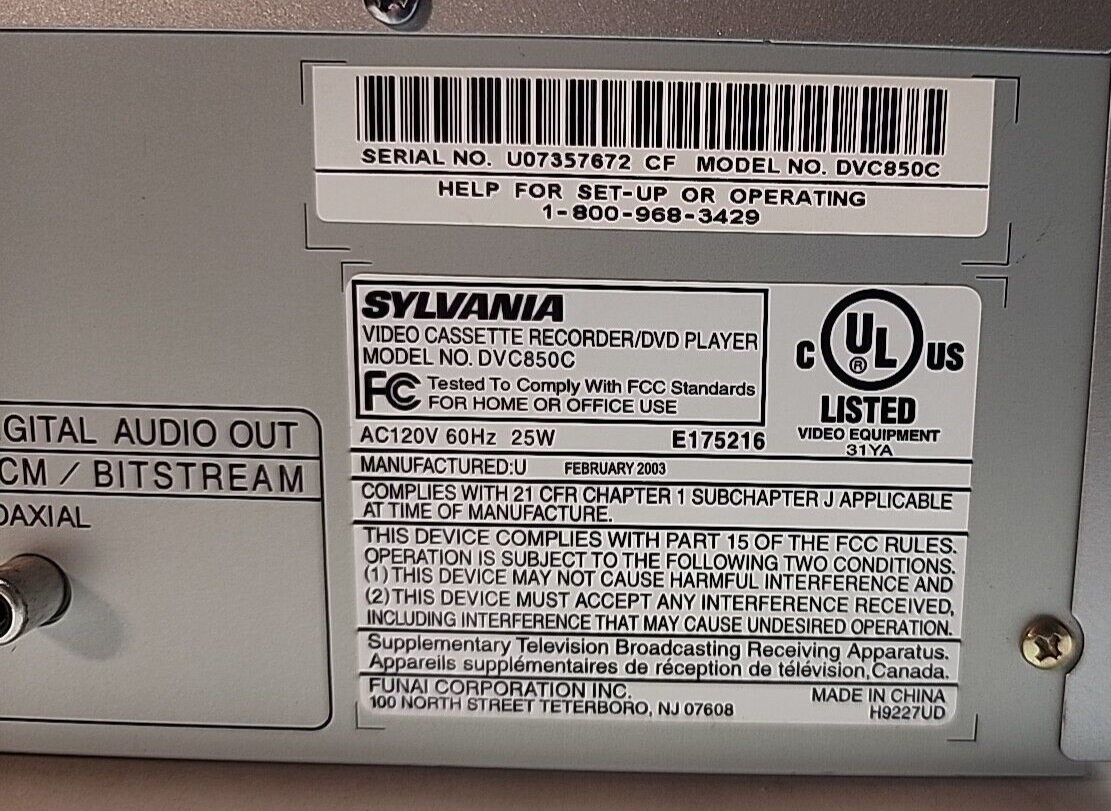 SERIAL NO. U07357672 CF MODEL NO. DVC850C
HELP FOR SET-UP OR OPERATING
1-800-968-3429
SYLVANIA
VIDEO CASSETTE RECORDER/DVD PLAYER
MODEL NO. DVC850C
FC Tested To Comply With FCC Standards
FOR HOME OR OFFICE USE
C UL US
®
LISTED
VIDEO EQUIPMENT
31YA
AC120V 60Hz 25W E175216
MANUFACTURED:U FEBRUARY 2003
COMPLIES WITH 21 CFR CHAPTER 1 SUBCHAPTER J APPLICABLE
AT TIME OF MANUFACTURE.
THIS DEVICE COMPLIES WITH PART 15 OF THE FCC RULES.
OPERATION IS SUBJECT TO THE FOLLOWING TWO CONDITIONS.
(1) THIS DEVICE MAY NOT CAUSE HARMFUL INTERFERENCE AND
(2) THIS DEVICE MUST ACCEPT ANY INTERFERENCE RECEIVED,
INCLUDING INTERFERENCE THAT MAY CAUSE UNDESIRED OPERATION.
Supplementary Television Broadcasting Receiving Apparatus.
Appareils supplémentaires de réception de télévision, Canada.
FUNAI CORPORATION INC.
100 NORTH STREET TETERBORO, NJ 07608
MADE IN CHINA
H9227UD
IGITAL AUDIO OUT
CM / BITSTREAM
OAXIAL